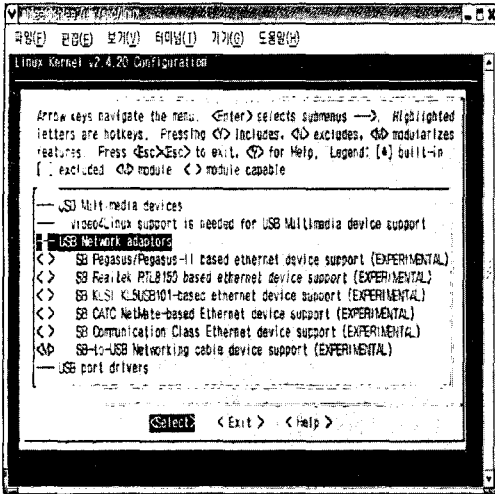 파일(F) 편집(E) 보기(V) 터미널(T) 가기(G) 도움말(H)
Linux Kernel v2.4.20 Configuration
Arrow keys navigate the menu. <Enter> selects submenus --->. Highlighted
letters are hotkeys. Pressing <Y> includes, <N> excludes, <M> modularizes
features. Press <Esc><Esc> to exit, <?> for Help. Legend: [*] built-in
[ ] excluded <M> module < > module capable
--- USB Multimedia devices
--- Video4Linux support is needed for USB Multimedia device support
--- USB Network adaptors
< > SB Pegasus/Pegasus-II based ethernet device support (EXPERIMENTAL)
< > SB Realtek RTL8150 based ethernet device support (EXPERIMENTAL)
< > SB KLSI KL5USB101-based ethernet device support (EXPERIMENTAL)
< > SB CATC NetMate-based Ethernet device support (EXPERIMENTAL)
< > SB Communication Class Ethernet device support (EXPERIMENTAL)
<M> SB-to-USB Networking cable device support (EXPERIMENTAL)
--- USB port drivers
<Select> < Exit > < Help >